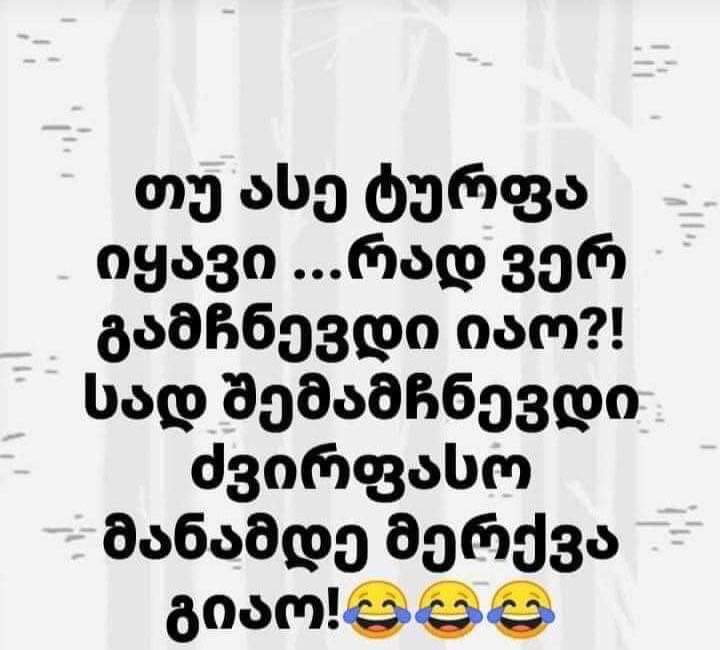 თუ ასე ტურფა
იყავი ...რად ვერ
გამჩნევდი იაო?!
სად შემამჩნევდი
ძვირფასო
მანამდე მერქვა
გიაო!😂😂😂